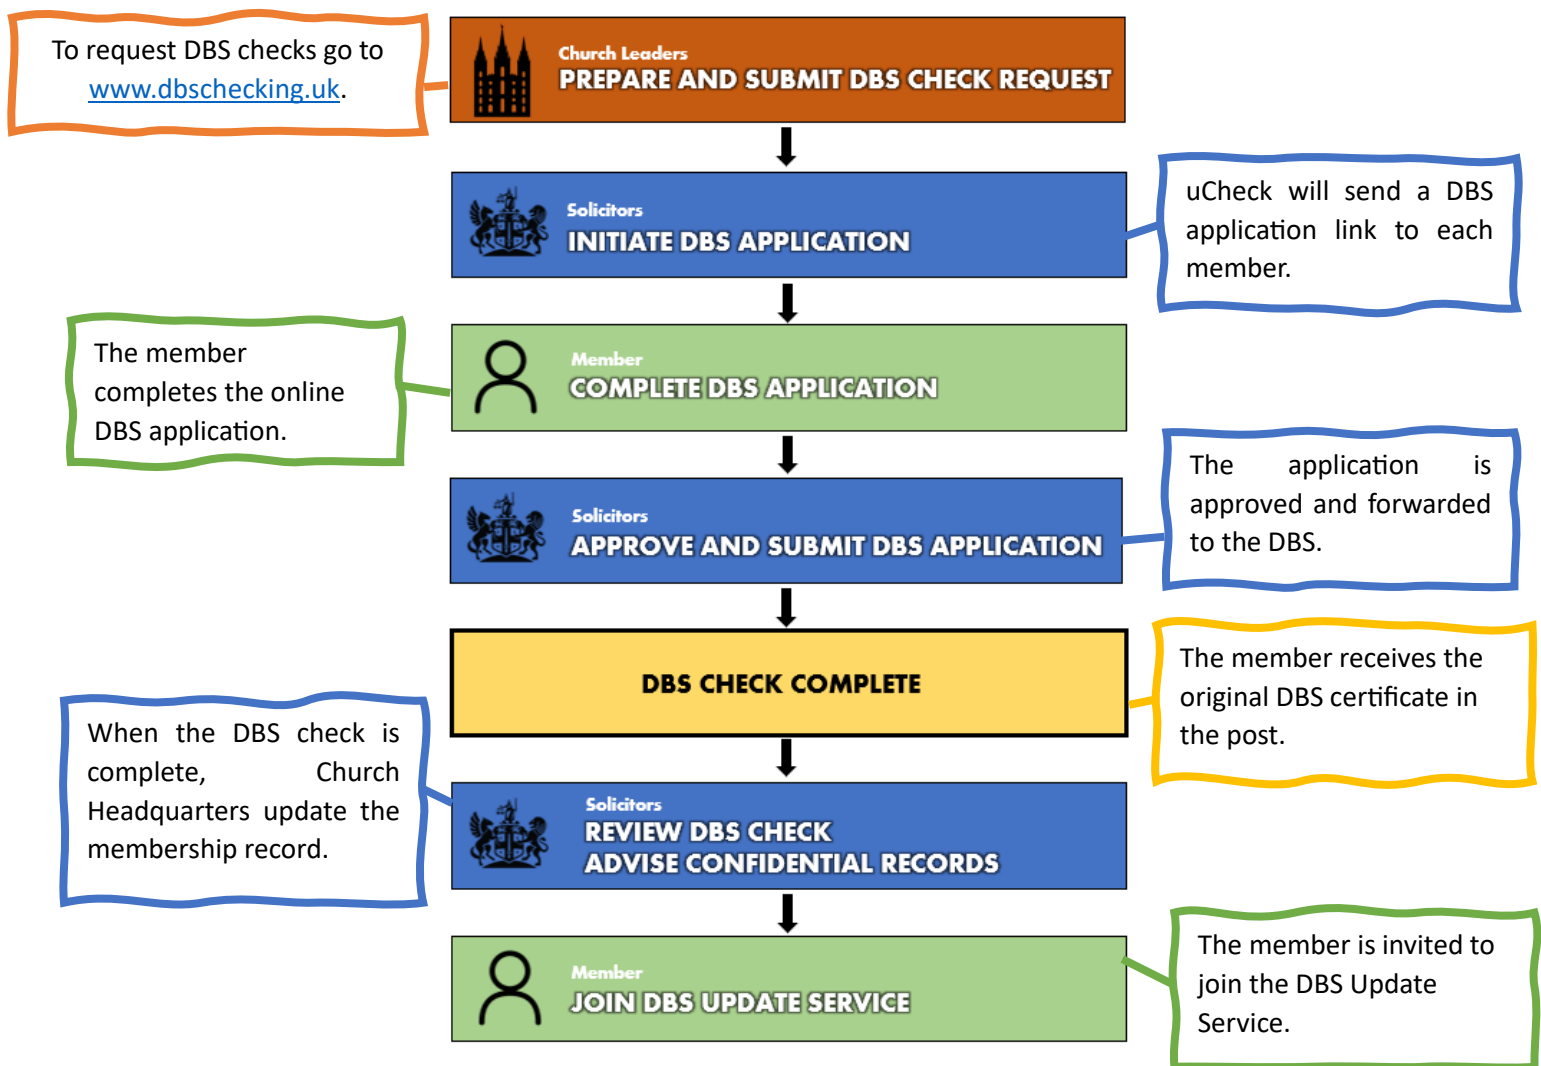 To request DBS checks go to
www.dbschecking.uk.
Church Leaders
PREPARE AND SUBMIT DBS CHECK REQUEST
Solicitors
INITIATE DBS APPLICATION
uCheck will send a DBS
application link to each
member.
The member
completes the online
DBS application.
Member
COMPLETE DBS APPLICATION
Solicitors
APPROVE AND SUBMIT DBS APPLICATION
The application is
approved and forwarded
to the DBS.
DBS CHECK COMPLETE
The member receives the
original DBS certificate in
the post.
When the DBS check is
complete, Church
Headquarters update the
membership record.
Solicitors
REVIEW DBS CHECK
ADVISE CONFIDENTIAL RECORDS
Member
JOIN DBS UPDATE SERVICE
The member is invited to
join the DBS Update
Service.